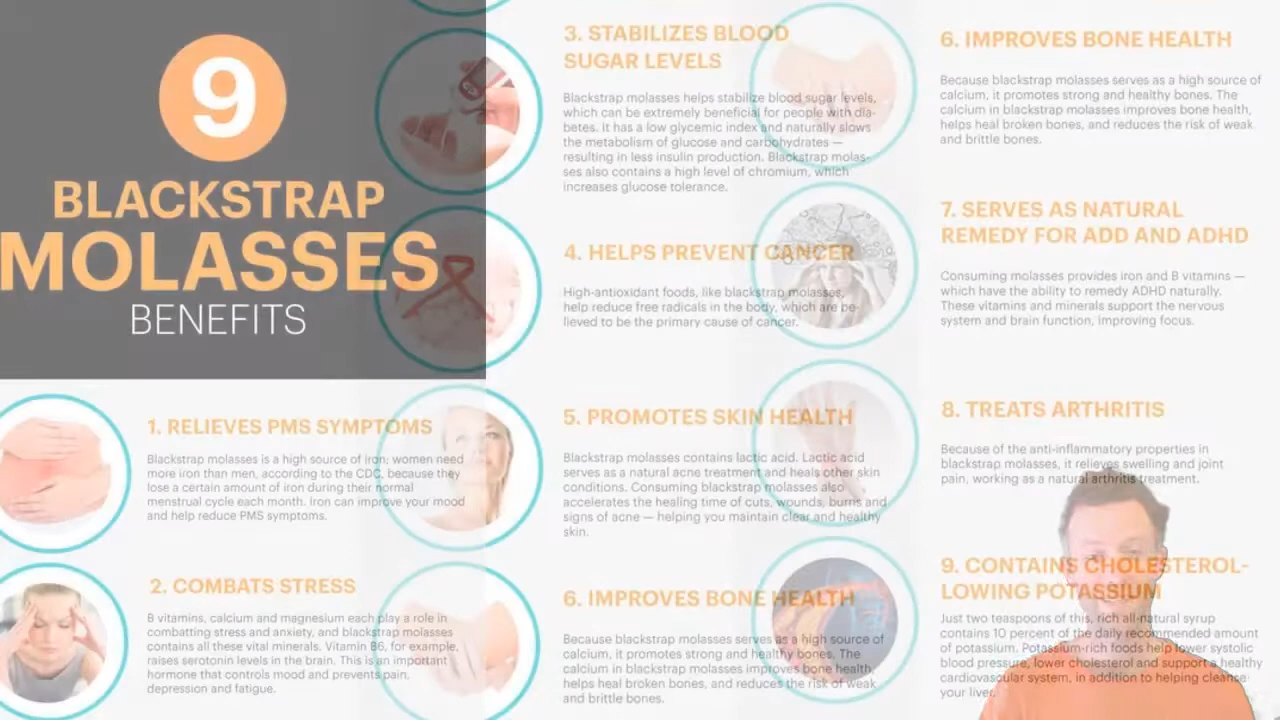 9
BLACKSTRAP
MOLASSES
BENEFITS
1. RELIEVES PMS SYMPTOMS
Blackstrap molasses is a high source of iron; women need
more iron than men, according to the CDC, because they
lose a certain amount of iron during their normal
menstrual cycle each month. Iron can improve your mood
and help reduce PMS symptoms.
2. COMBATS STRESS
B vitamins, calcium and magnesium each play a role in
combatting stress and anxiety, and blackstrap molasses
contains all these vital minerals. Vitamin B6, for example,
raises serotonin levels in the brain. This is an important
hormone that controls mood and prevents pain,
depression and fatigue.
3. STABILIZES BLOOD
SUGAR LEVELS
Blackstrap molasses helps stabilize blood sugar levels,
which can be extremely beneficial for people with dia-
betes. It has a low glycemic index and naturally slows
the metabolism of glucose and carbohydrates —
resulting in less insulin production. Blackstrap molas-
ses also contains a high level of chromium, which
increases glucose tolerance.
4. HELPS PREVENT CANCER
High-antioxidant foods, like blackstrap molasses,
help reduce free radicals in the body, which are be-
lieved to be the primary cause of cancer.
5. PROMOTES SKIN HEALTH
Blackstrap molasses contains lactic acid. Lactic acid
serves as a natural acne treatment and heals other skin
conditions. Consuming blackstrap molasses also
accelerates the healing time of cuts, wounds, burns and
signs of acne — helping you maintain clear and healthy
skin.
6. IMPROVES BONE HEALTH
Because blackstrap molasses serves as a high source of
calcium, it promotes strong and healthy bones. The
calcium in blackstrap molasses improves bone health,
helps heal broken bones, and reduces the risk of weak
and brittle bones.
6. IMPROVES BONE HEALTH
Because blackstrap molasses serves as a high source of
calcium, it promotes strong and healthy bones. The
calcium in blackstrap molasses improves bone health,
helps heal broken bones, and reduces the risk of weak
and brittle bones.
7. SERVES AS NATURAL
REMEDY FOR ADD AND ADHD
Consuming molasses provides iron and B vitamins —
which have the ability to remedy ADHD naturally.
These vitamins and minerals support the nervous
system and brain function, improving focus.
8. TREATS ARTHRITIS
Because of the anti-inflammatory properties in
blackstrap molasses, it relieves swelling and joint
pain, working as a natural arthritis treatment.
9. CONTAINS CHOLESTEROL-
LOWING POTASSIUM
Just two teaspoons of this, rich all-natural syrup
contains 10 percent of the daily recommended amount
of potassium. Potassium-rich foods help lower systolic
blood pressure, lower cholesterol and support a healthy
cardiovascular system, in addition to helping cleanse
your liver.